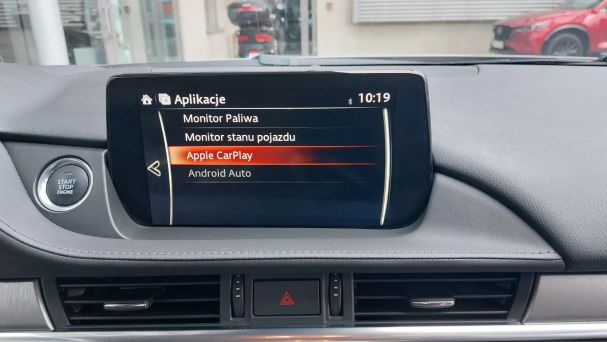 Aplikacje
10:19
Monitor Paliwa
Monitor stanu pojazdu
Apple CarPlay
Android Auto
START
STOP
ENGINE